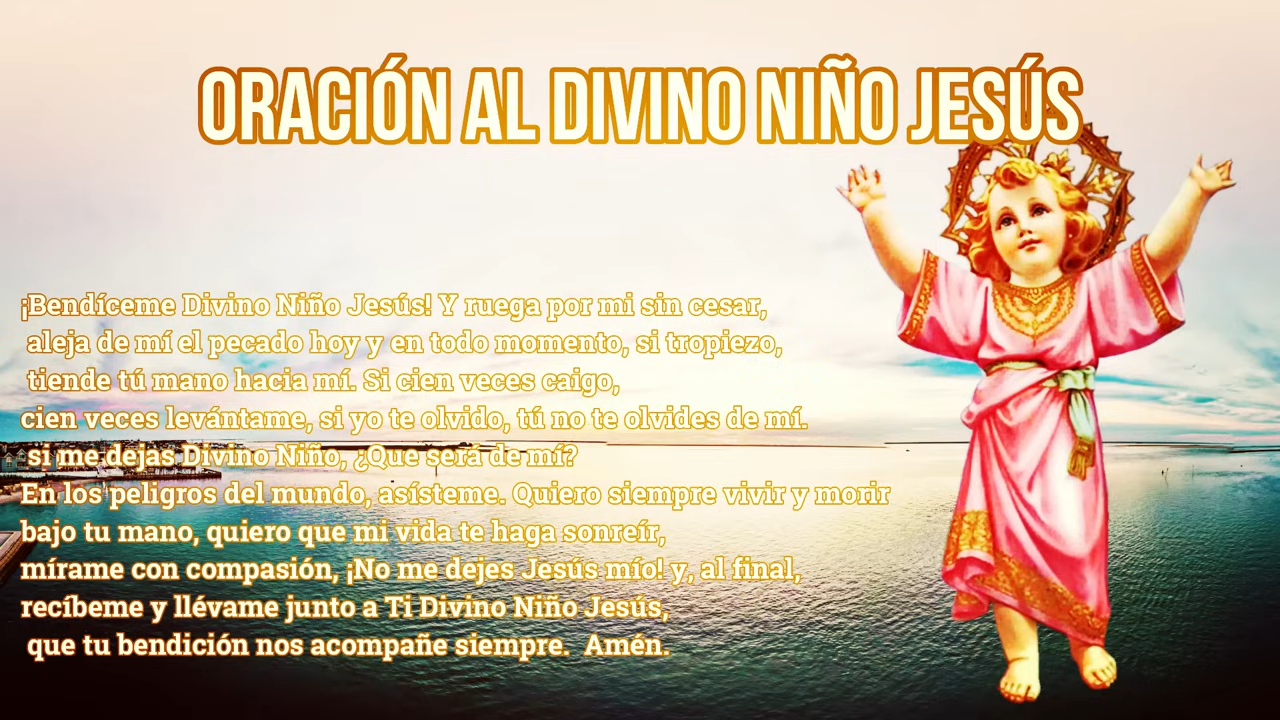 ORACIÓN AL DIVINO NIÑO JESÚS
¡Bendíceme Divino Niño Jesús! Y ruega por mi sin cesar,
aleja de mí el pecado hoy y en todo momento, si tropiezo,
tiende tú mano hacia mí. Si cien veces caigo,
cien veces levántame, si yo te olvido, tú no te olvides de mí.
si me dejas Divino Niño, ¿Que será de mí?
En los peligros del mundo, asísteme. Quiero siempre vivir y morir
bajo tu mano, quiero que mi vida te haga sonreír,
mírame con compasión, ¡No me dejes Jesús mío! y, al final,
recíbeme y llévame junto a Ti Divino Niño Jesús,
que tu bendición nos acompañe siempre. Amén.